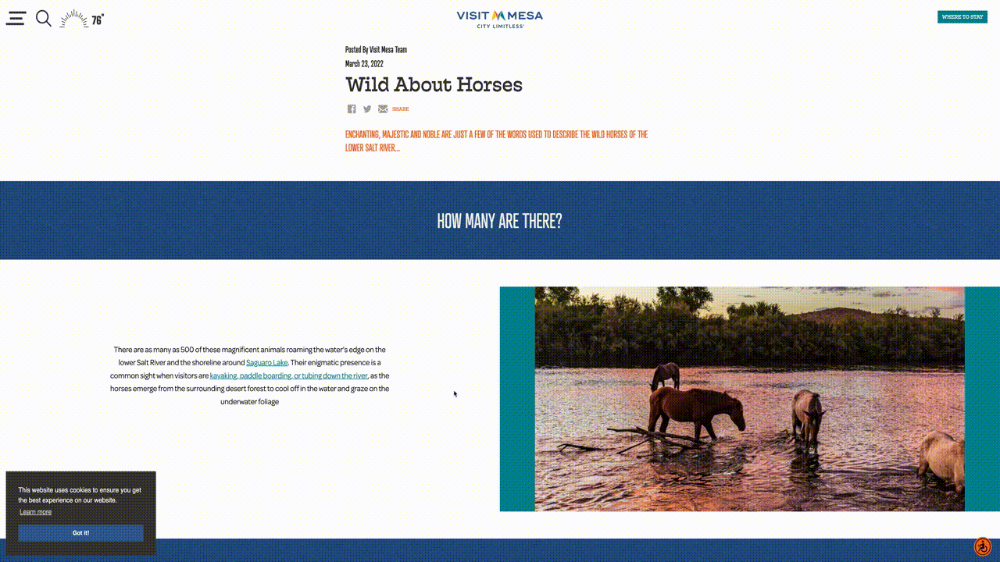 76°
VISIT MESA
CITY LIMITLESS®
WHERE TO STAY
Posted By Visit Mesa Team
March 23, 2022
Wild About Horses
SHARE
ENCHANTING, MAJESTIC AND NOBLE ARE JUST A FEW OF THE WORDS USED TO DESCRIBE THE WILD HORSES OF THE
LOWER SALT RIVER...
HOW MANY ARE THERE?
There are as many as 500 of these magnificent animals roaming the water's edge on the
lower Salt River and the shoreline around Saguaro Lake. Their enigmatic presence is a
common sight when visitors are kayaking, paddle boarding, or tubing down the river, as the
horses emerge from the surrounding desert forest to cool off in the water and graze on the
underwater foliage
This website uses cookies to ensure you get
the best experience on our website.
Learn more
Got it!